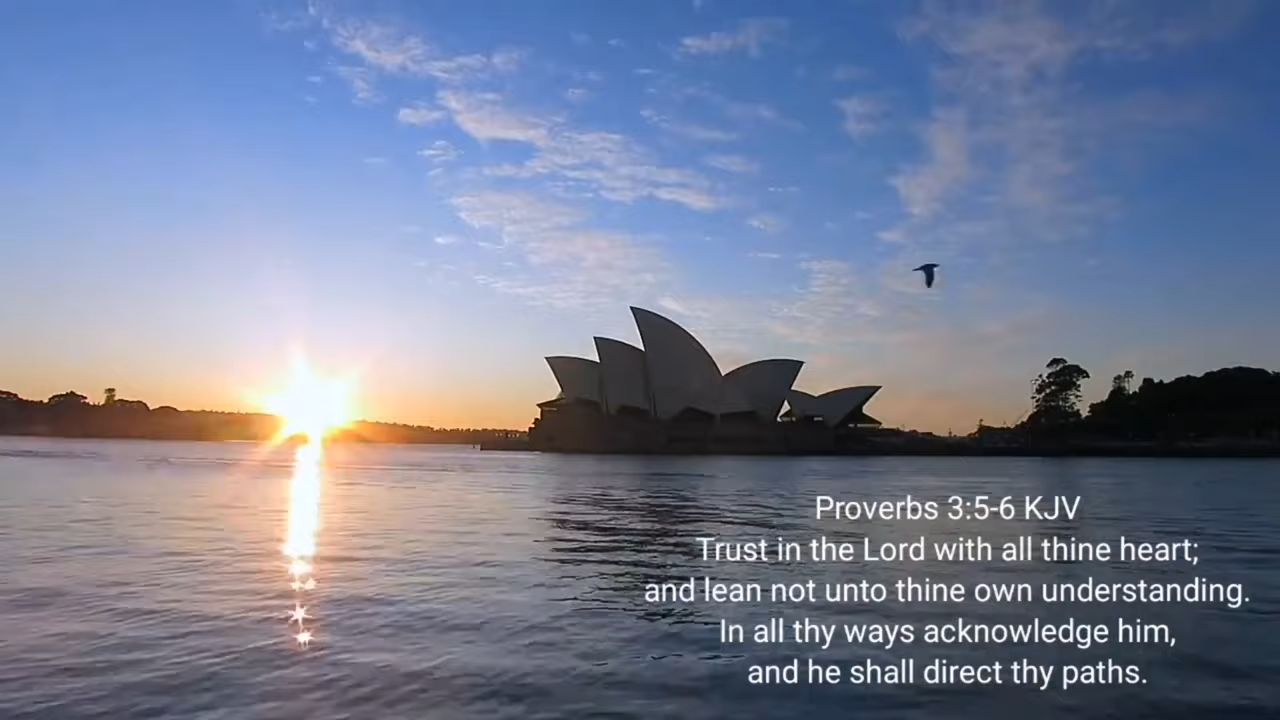 Proverbs 3:5-6 KJV
Trust in the Lord with all thine heart;
and lean not unto thine own understanding.
In all thy ways acknowledge him,
and he shall direct thy paths.